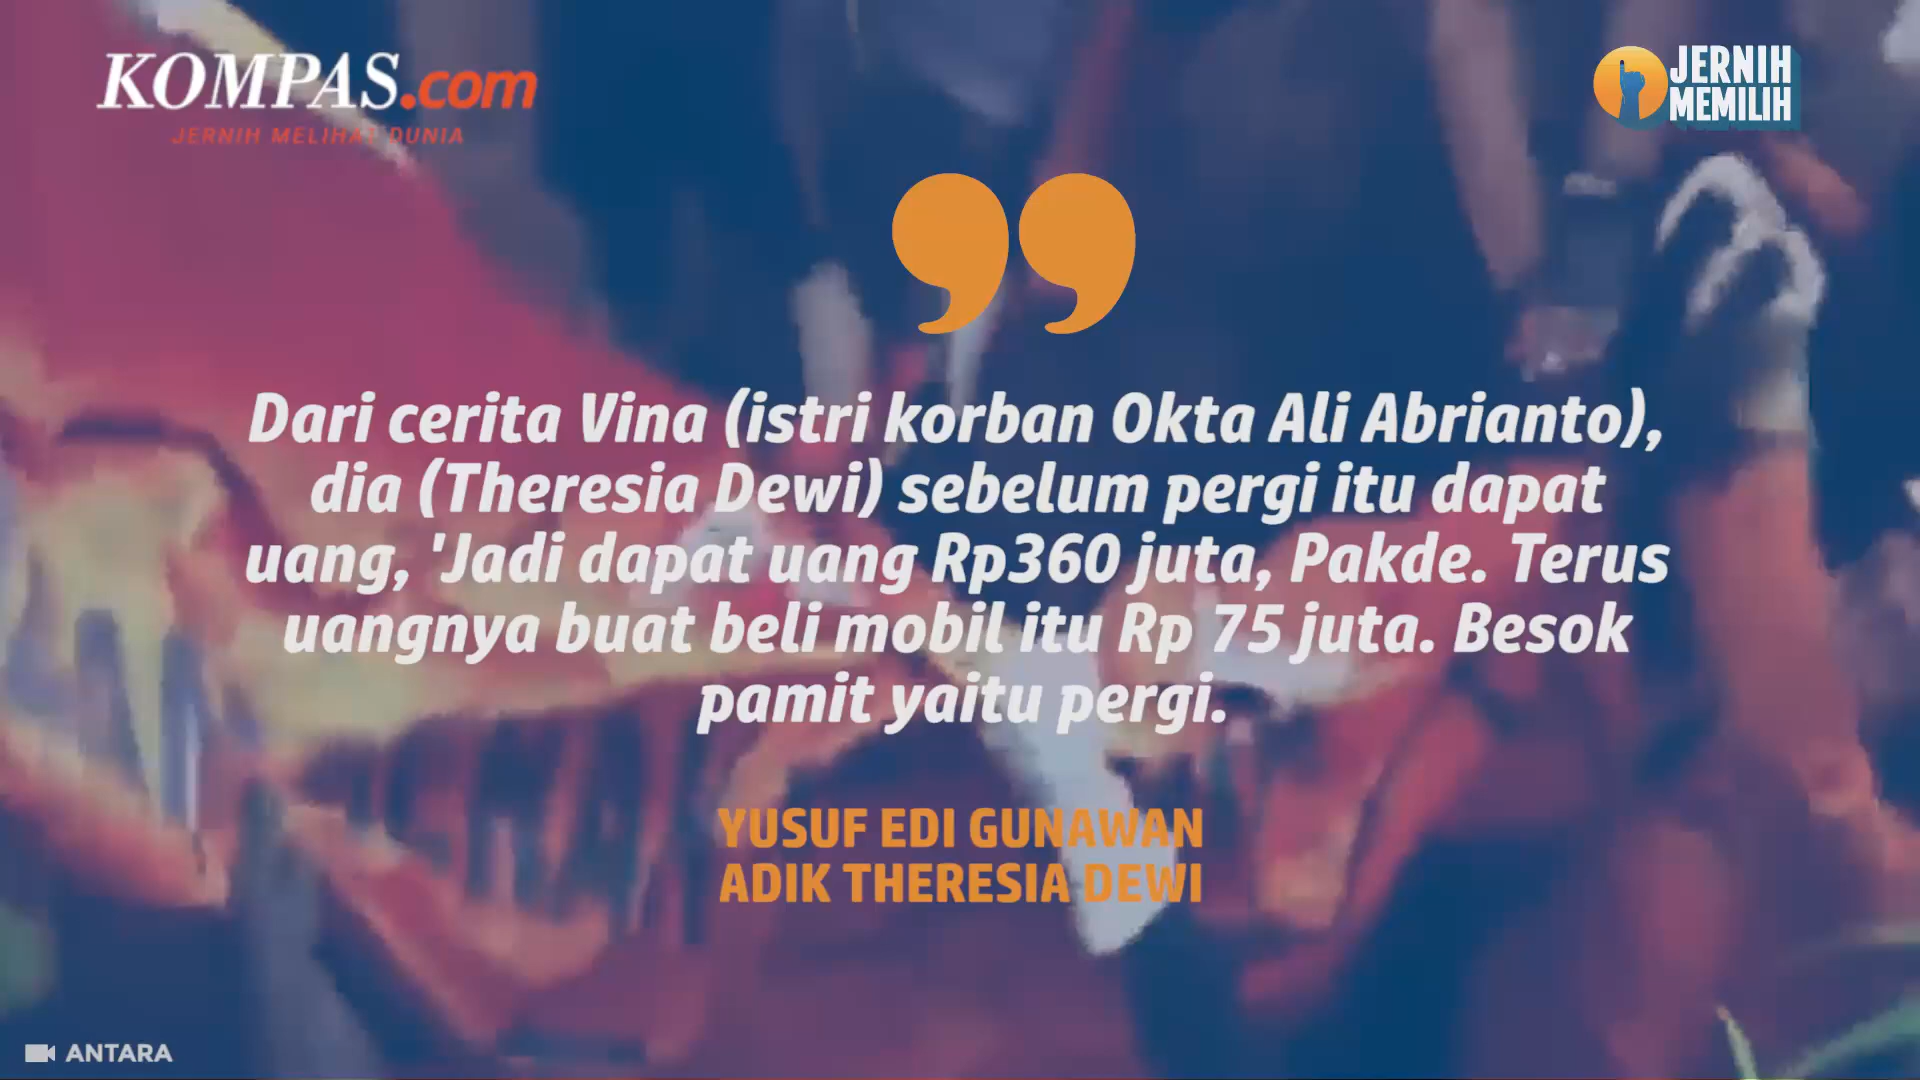 KOMPAS.com
JERNIH MELIHAT DUNIA
JERNIH
MEMILIH
Dari cerita Vina (istri korban Okta Ali Abrianto),
dia (Theresia Dewi) sebelum pergi itu dapat
uang, 'Jadi dapat uang Rp360 juta, Pakde. Terus
uangnya buat beli mobil itu Rp 75 juta. Besok
pamit yaitu pergi.
YUSUF EDI GUNAWAN
ADIK THERESIA DEWI
ANTARA